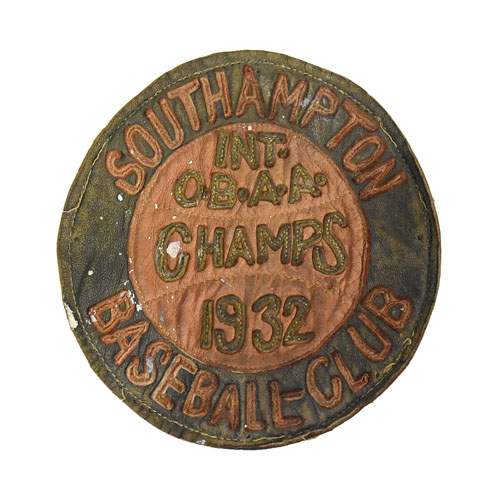 SOUTHAMPTON
INT.
O.B.A.A.
CHAMPS
1932
BASEBALL-CLUB